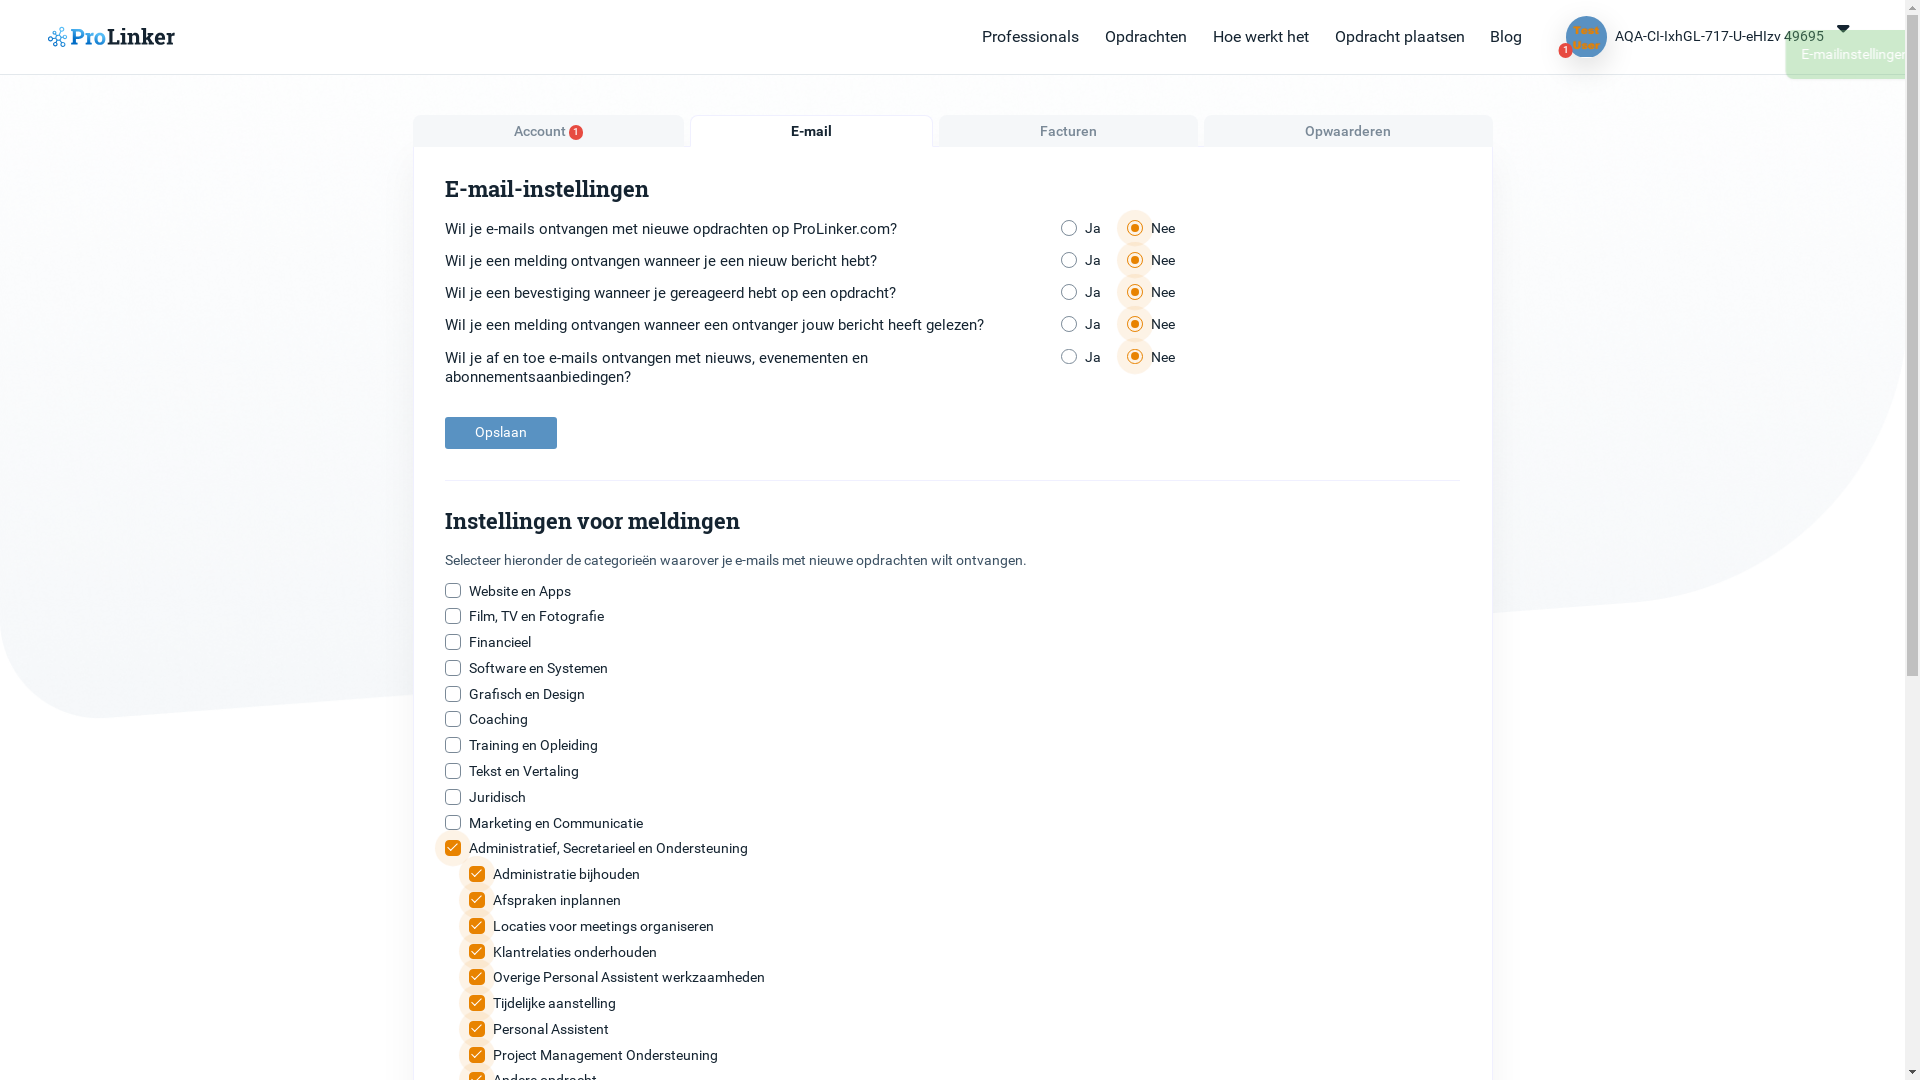 ProLinker
Professionals
Opdrachten
Hoe werkt het
Opdracht plaatsen
Blog
Test
User
1
AQA-CI-IxhGL-717-U-eHIzv 49695
E-mailinstellingen
Account 1
E-mail
Facturen
Opwaarderen
E-mail-instellingen
Wil je e-mails ontvangen met nieuwe opdrachten op ProLinker.com? Ja Nee
Wil je een melding ontvangen wanneer je een nieuw bericht hebt? Ja Nee
Wil je een bevestiging wanneer je gereageerd hebt op een opdracht? Ja Nee
Wil je een melding ontvangen wanneer een ontvanger jouw bericht heeft gelezen? Ja Nee
Wil je af en toe e-mails ontvangen met nieuws, evenementen en Ja Nee
abonnementsaanbiedingen?
Opslaan
Instellingen voor meldingen
Selecteer hieronder de categorieën waarover je e-mails met nieuwe opdrachten wilt ontvangen.
Website en Apps
Film, TV en Fotografie
Financieel
Software en Systemen
Grafisch en Design
Coaching
Training en Opleiding
Tekst en Vertaling
Juridisch
Marketing en Communicatie
Administratief, Secretarieel en Ondersteuning
Administratie bijhouden
Afspraken inplannen
Locaties voor meetings organiseren
Klantrelaties onderhouden
Overige Personal Assistent werkzaamheden
Tijdelijke aanstelling
Personal Assistent
Project Management Ondersteuning
Andere opdracht